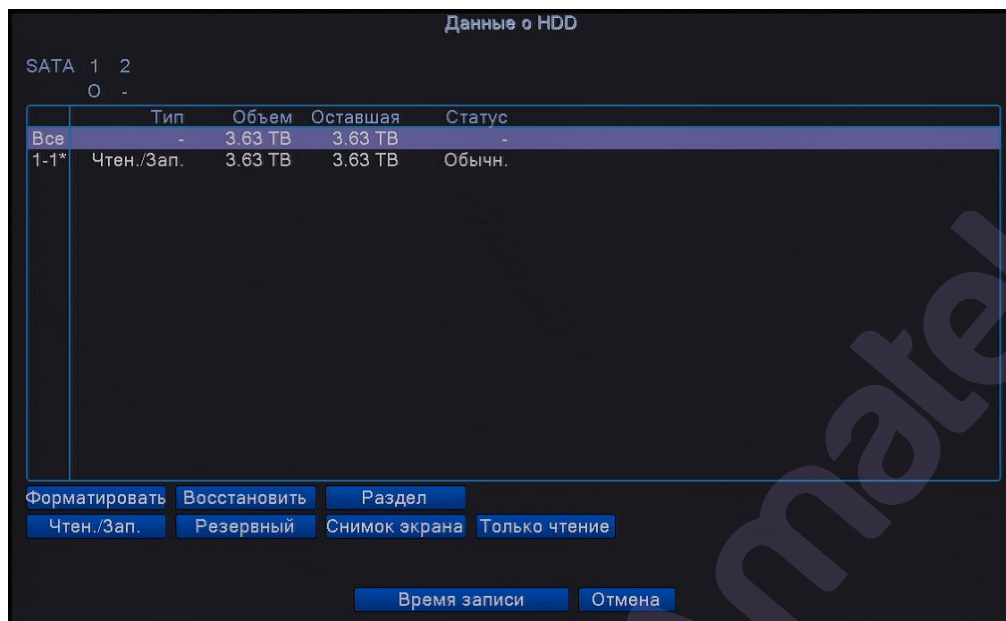 Данные о HDD
SATA 1 2
O -
Тип Объем Оставшая Статус
Все - 3.63 TB 3.63 TB -
1-1* Чтен./Зап. 3.63 TB 3.63 TB Обычн.
Форматировать Восстановить Раздел
Чтен./Зап. Резервный Снимок экрана Только чтение
Время записи Отмена